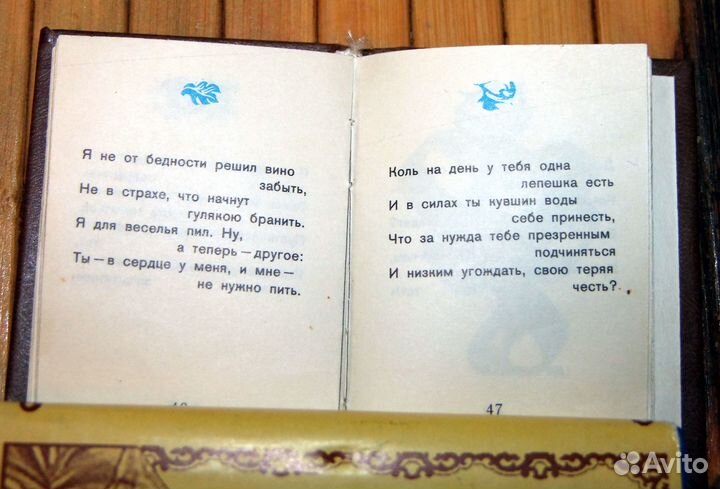 Я не от бедности решил вино
забыть,
Не в страхе, что начнут
гулякою бранить.
Я для веселья пил. Ну,
а теперь — другое:
Ты — в сердце у меня, и мне —
не нужно пить.
Коль на день у тебя одна
лепешка есть
И в силах ты кувшин воды
себе принесть,
Что за нужда тебе презренным
подчиняться
И низким угождать, свою теряя
честь?
47
Avito